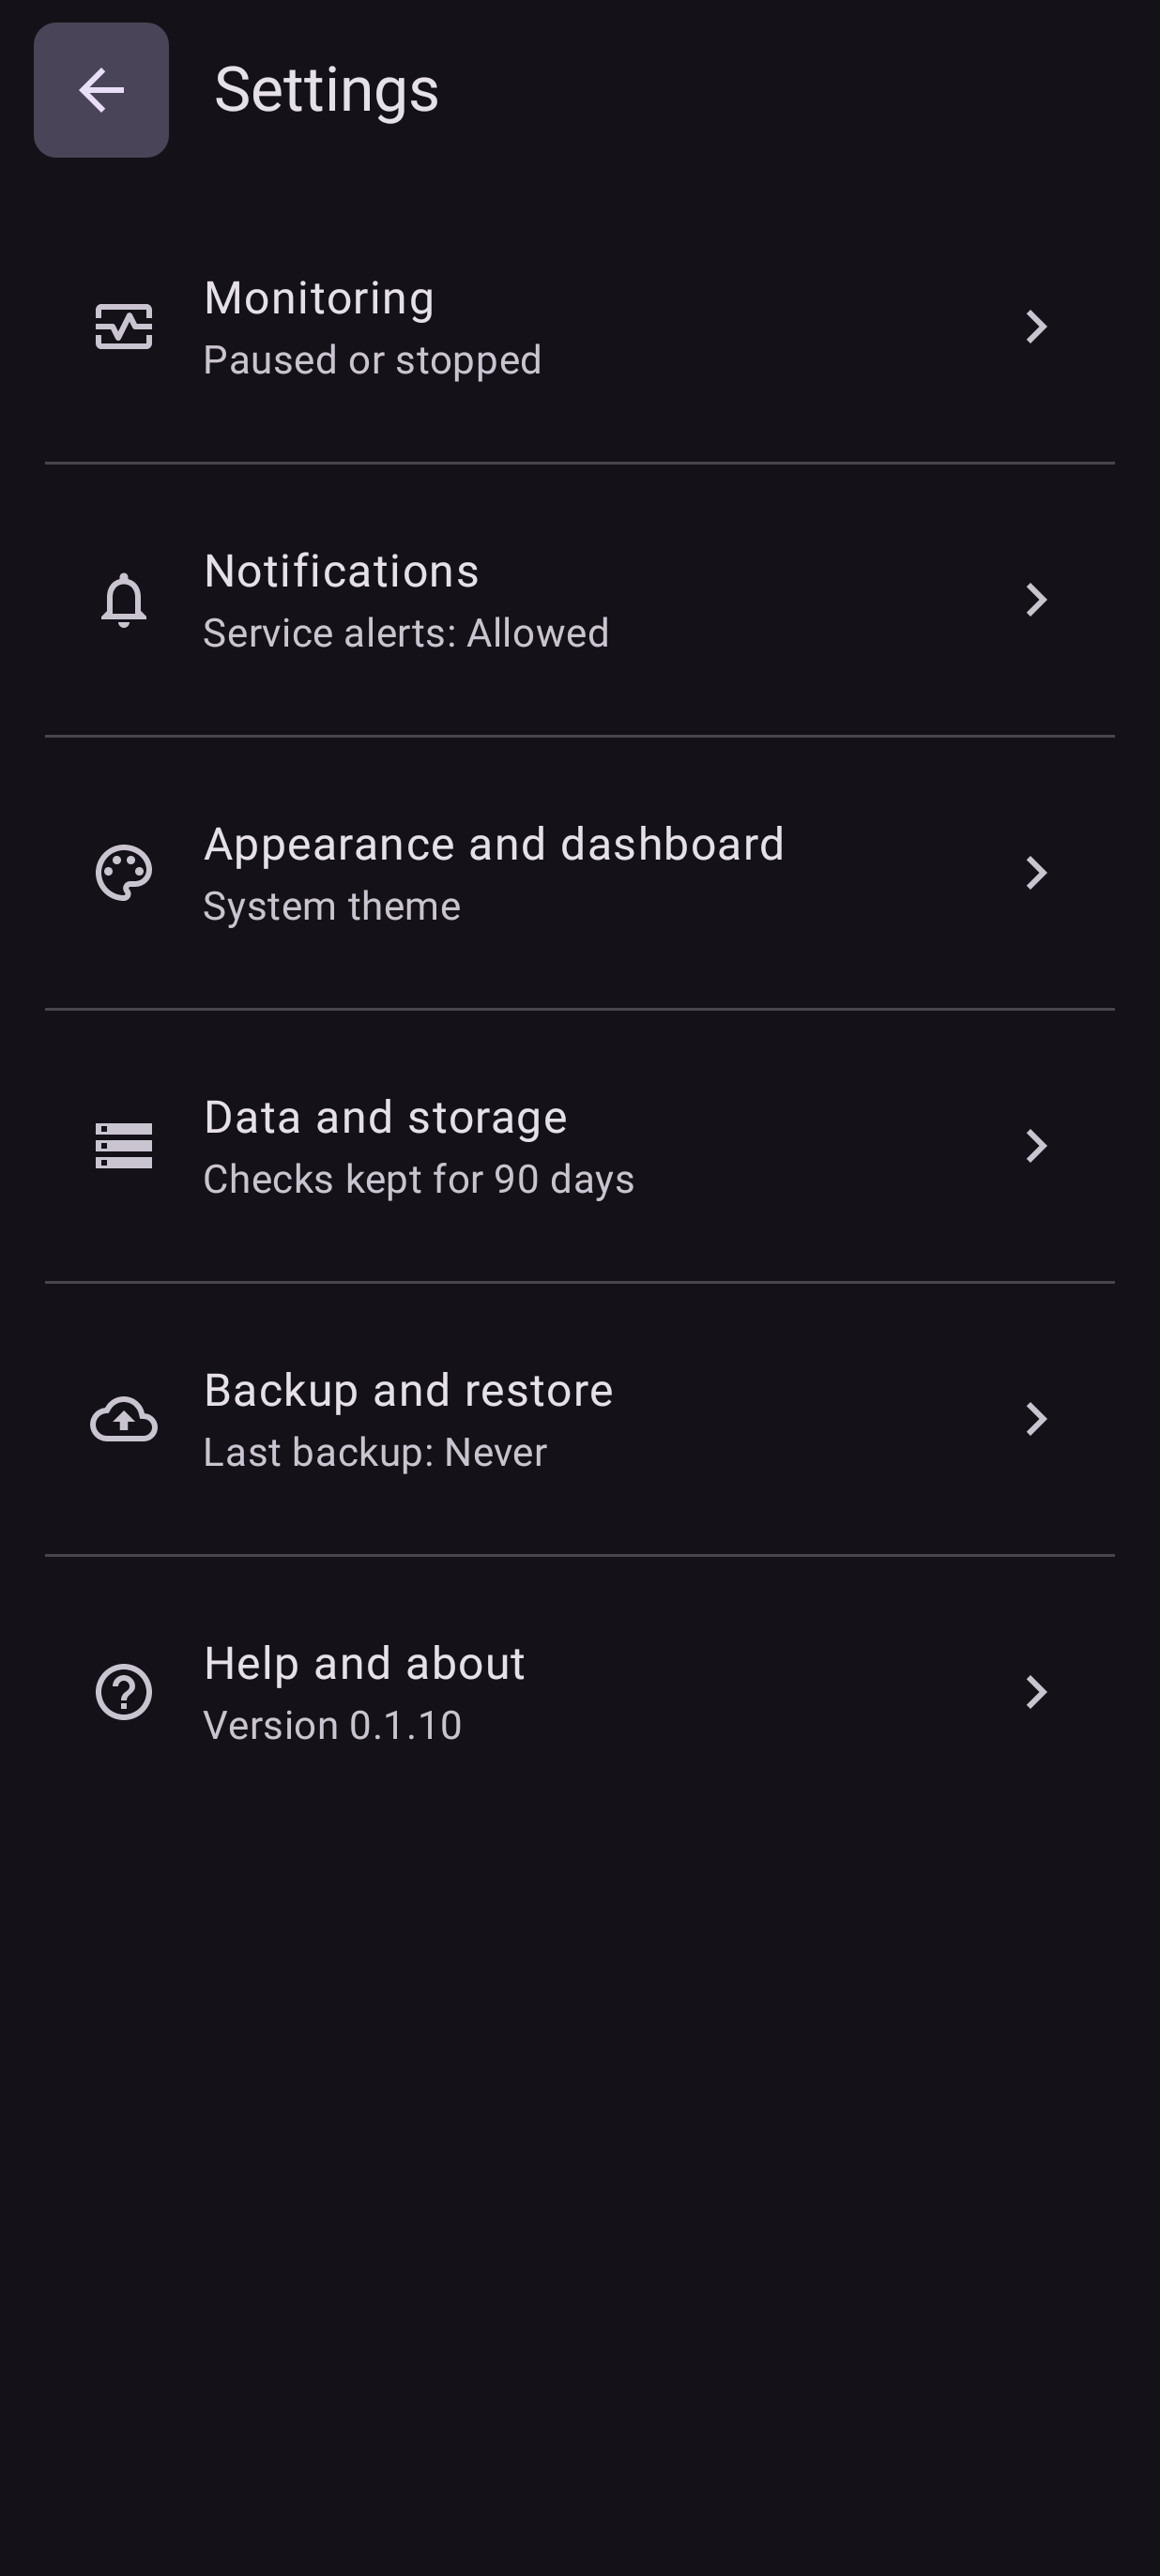 Settings
Monitoring
Paused or stopped
Notifications
Service alerts: Allowed
Appearance and dashboard
System theme
Data and storage
Checks kept for 90 days
Backup and restore
Last backup: Never
Help and about
Version 0.1.10